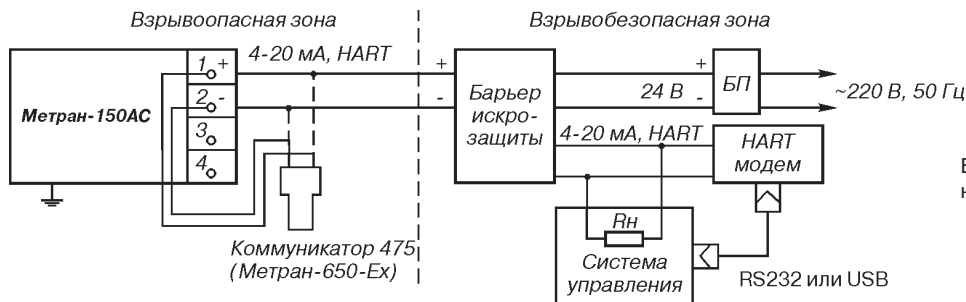 Взрывоопасная зона
Взрывобезопасная зона
4-20 мА, HART
Метран-150АС
1 +
2 -
3
4
+
-
Барьер
искро-
защиты
+
24 В -
БП
~220 В, 50 Гц
4-20 мА, HART
HART
модем
Rн
Система
управления
Коммуникатор 475
(Метран-650-Ex)
RS232 или USB